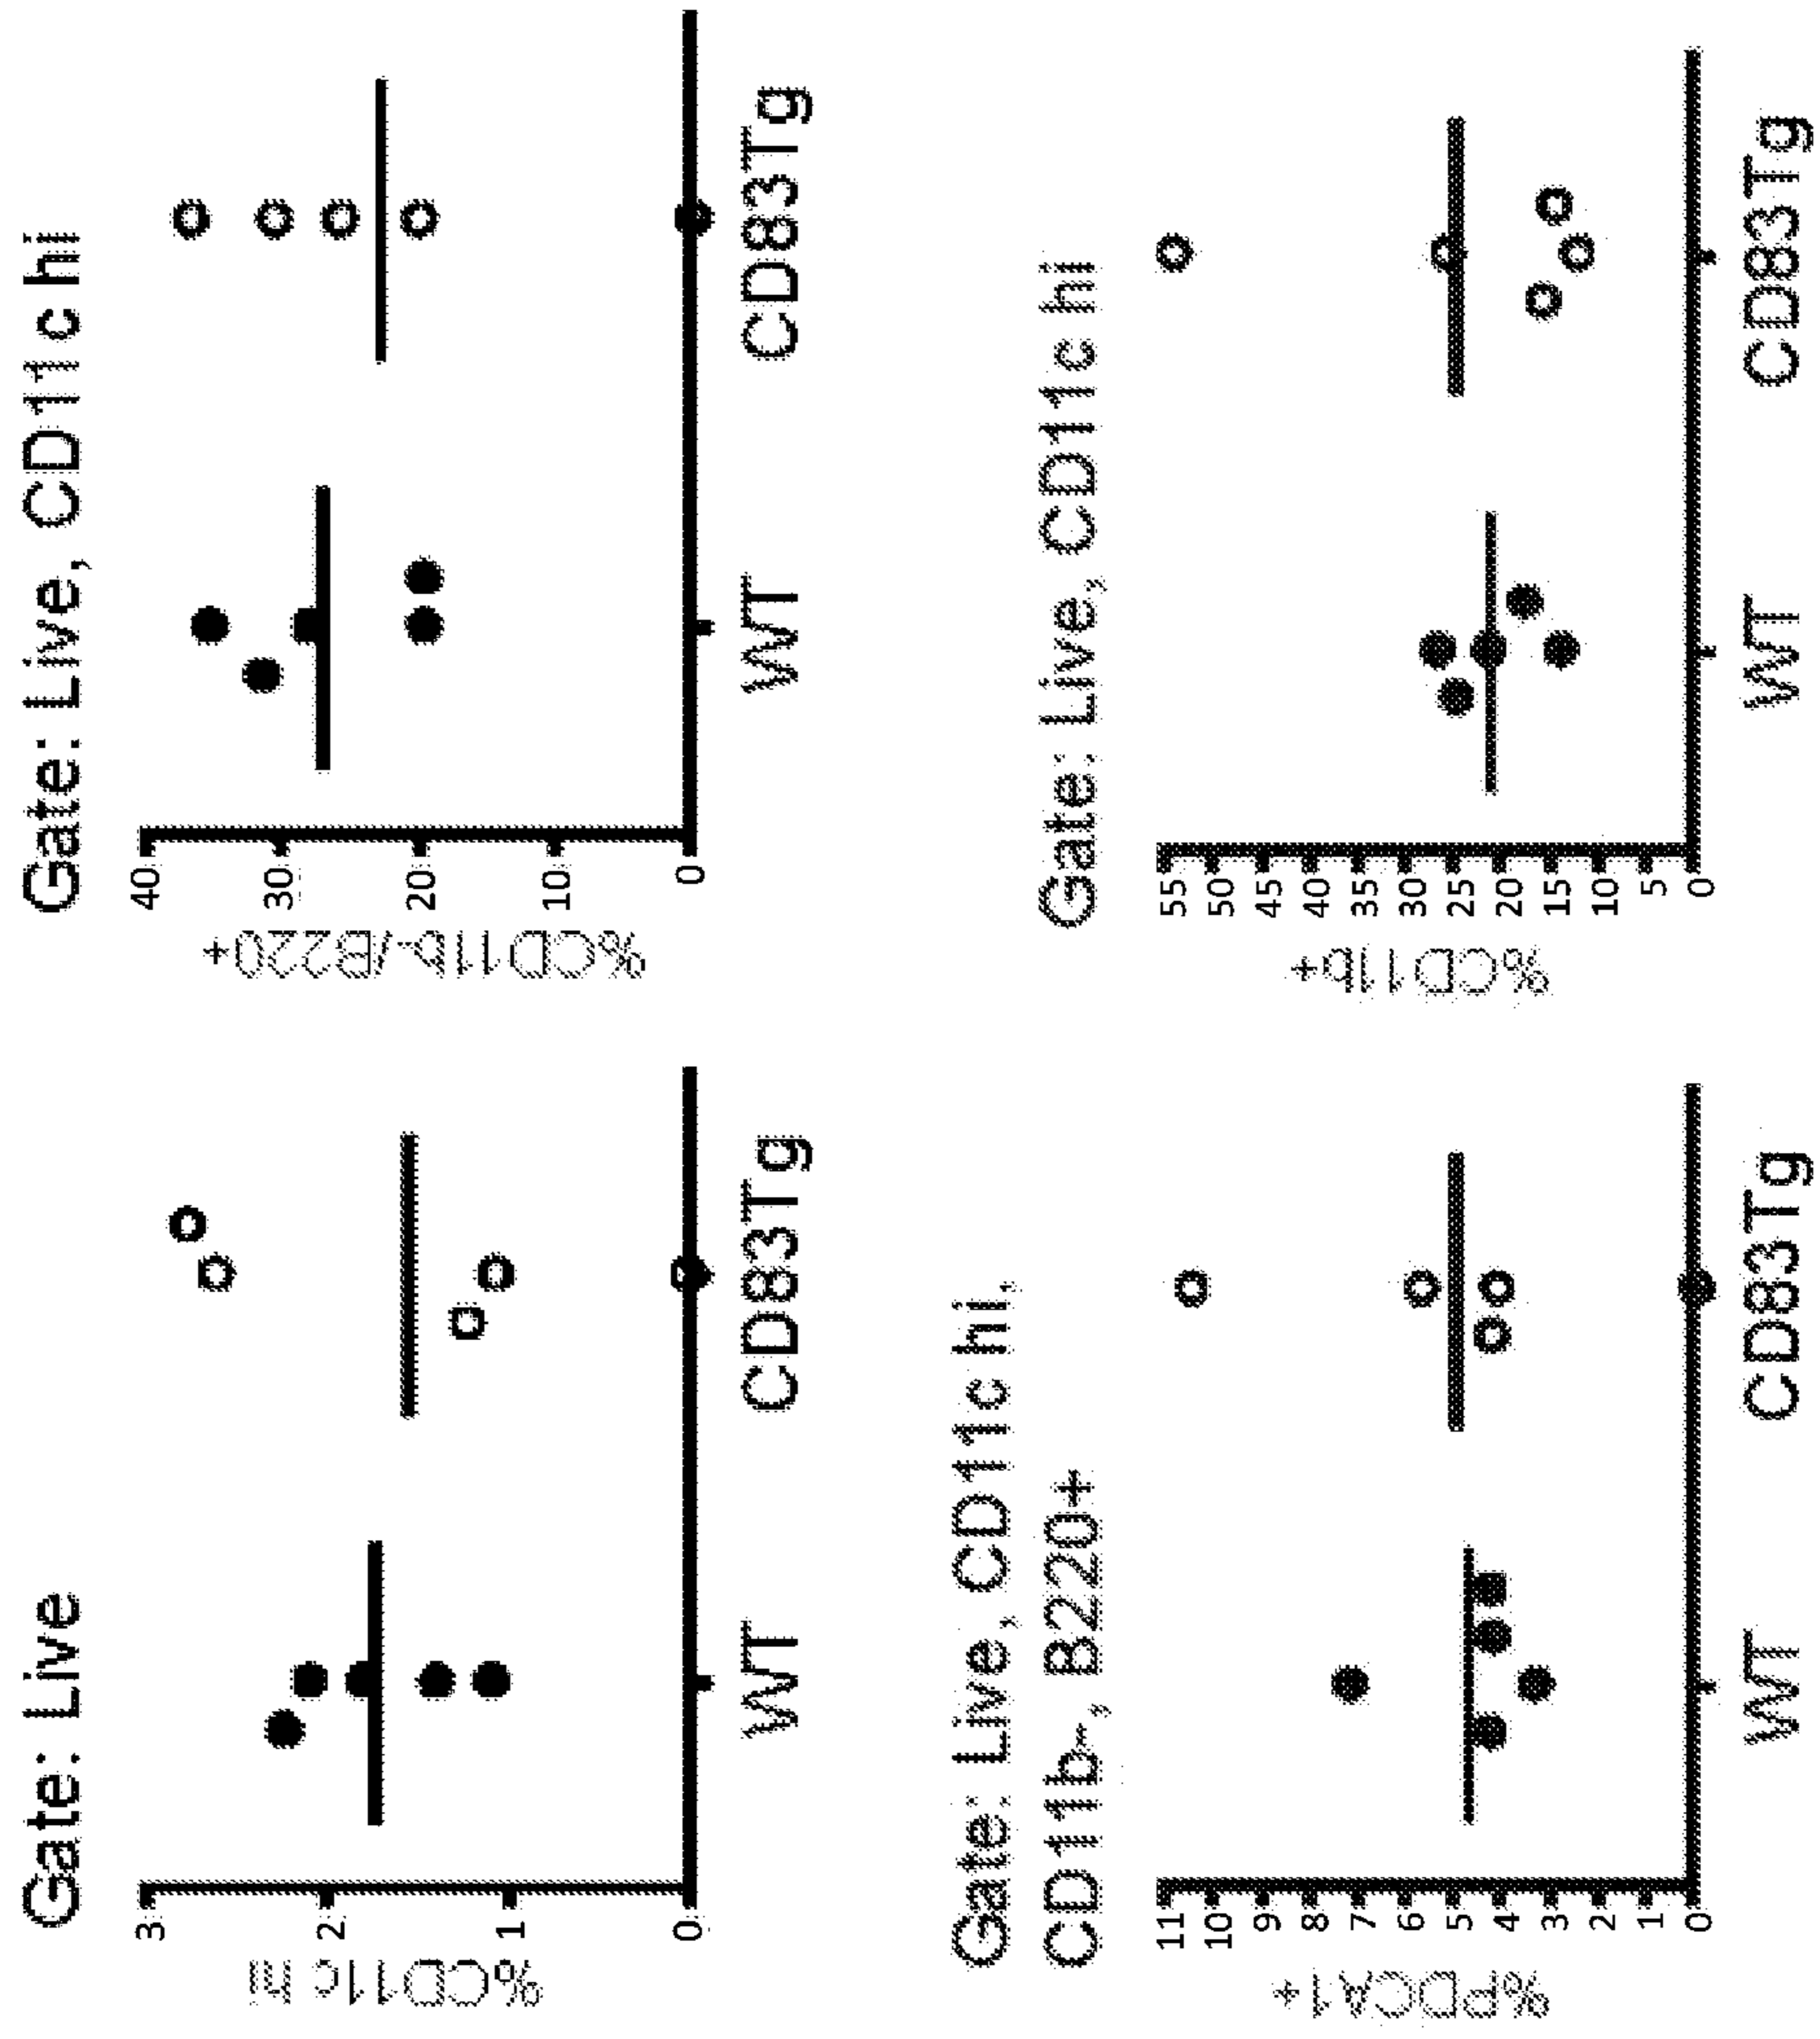 Gate: Live
%CD11c hi
3
2
1
0
WT
CD83Tg
Gate: Live, CD11c hi
%CD11b-/B220+
40
30
20
10
0
WT
CD83Tg
Gate: Live, CD11c hi,
CD11b-, B220+
%PDCA1+
11
10
9
8
7
6
5
4
3
2
1
0
WT
CD83Tg
Gate: Live, CD11c hi
%CD11b+
55
50
45
40
35
30
25
20
15
10
5
0
WT
CD83Tg